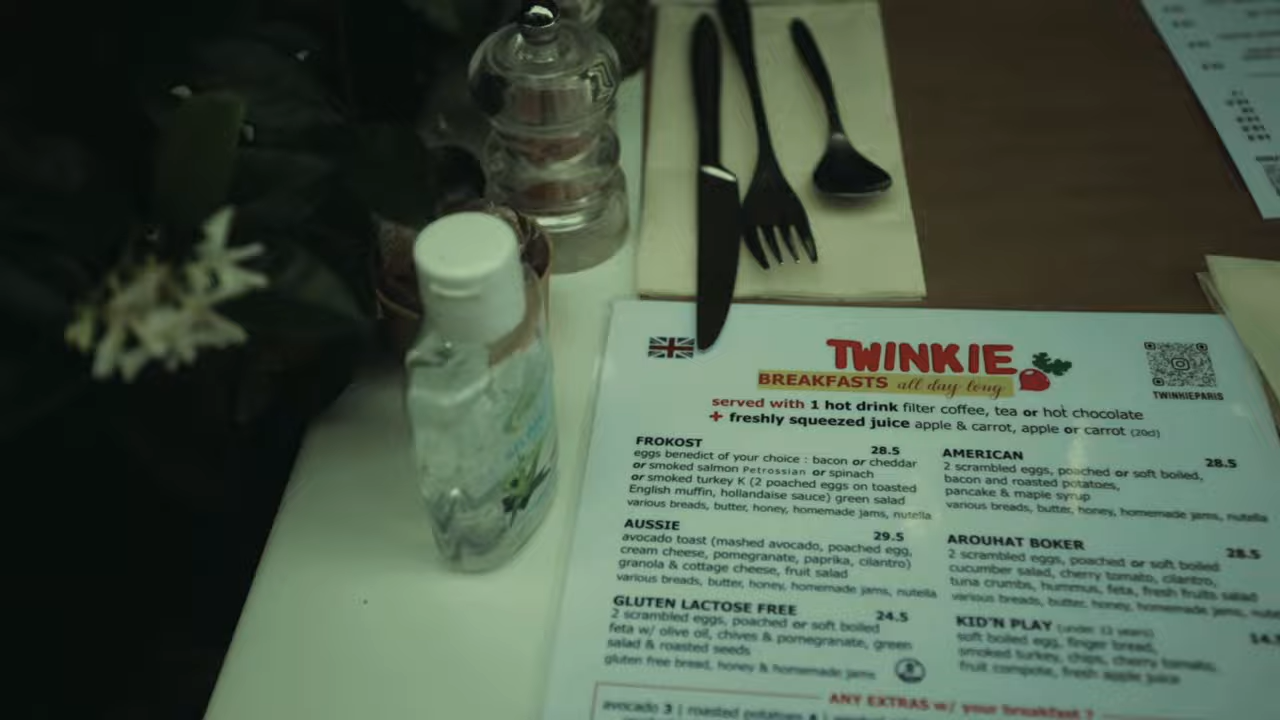 TWINKIE
BREAKFASTS all day long
TWINKIEPARIS
served with 1 hot drink filter coffee, tea or hot chocolate
+ freshly squeezed juice apple & carrot, apple or carrot (20cl)
FROKOST 28.5
eggs benedict of your choice : bacon or cheddar
or smoked salmon Petrossian or spinach
or smoked turkey K (2 poached eggs on toasted
English muffin, hollandaise sauce) green salad
various breads, butter, honey, homemade jams, nutella
AUSSIE 29.5
avocado toast (mashed avocado, poached egg,
cream cheese, pomegranate, paprika, cilantro)
granola & cottage cheese, fruit salad
various breads, butter, honey, homemade jams, nutella
GLUTEN LACTOSE FREE 24.5
2 scrambled eggs, poached or soft boiled
feta w/ olive oil, chives & pomegranate, green
salad & roasted seeds
gluten free bread, honey & homemade jams
AMERICAN 28.5
2 scrambled eggs, poached or soft boiled,
bacon and roasted potatoes,
pancake & maple syrup
various breads, butter, honey, homemade jams, nutella
AROUHAT BOKER 28.5
2 scrambled eggs, poached or soft boiled
cucumber salad, cherry tomato, cilantro,
tuna crumbs, hummus, feta, fresh fruits salad
various breads, butter, honey, homemade jams, nutella
KID'N PLAY (under 12 years) 14.
soft boiled egg, finger bread,
smoked turkey, chips, cherry tomato,
fruit compote, fresh apple juice
ANY EXTRAS w/ your breakfast ?
avocado 3 | roasted potatoes